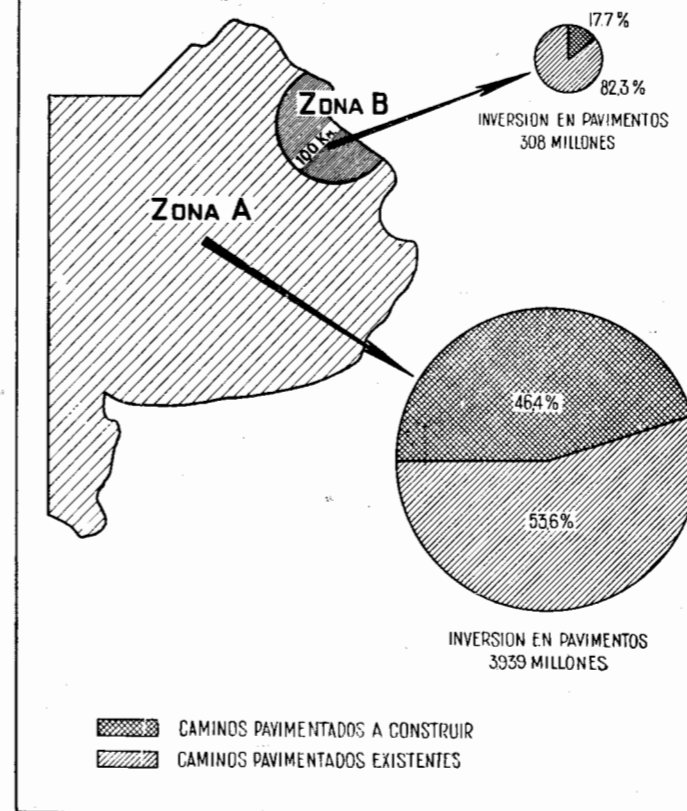 17.7 %
ZONA B
82,3 %
100 Km.
INVERSION EN PAVIMENTOS
308 MILLONES
ZONA A
46,4 %
53,6 %
INVERSION EN PAVIMENTOS
3939 MILLONES
CAMINOS PAVIMENTADOS A CONSTRUIR
CAMINOS PAVIMENTADOS EXISTENTES